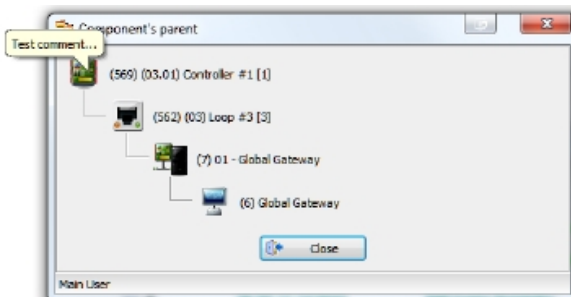 Component's parent
Test comment...
(569) (03.01) Controller #1 [1]
(562) (03) Loop #3 [3]
(7) 01 - Global Gateway
(6) Global Gateway
Close
Main User